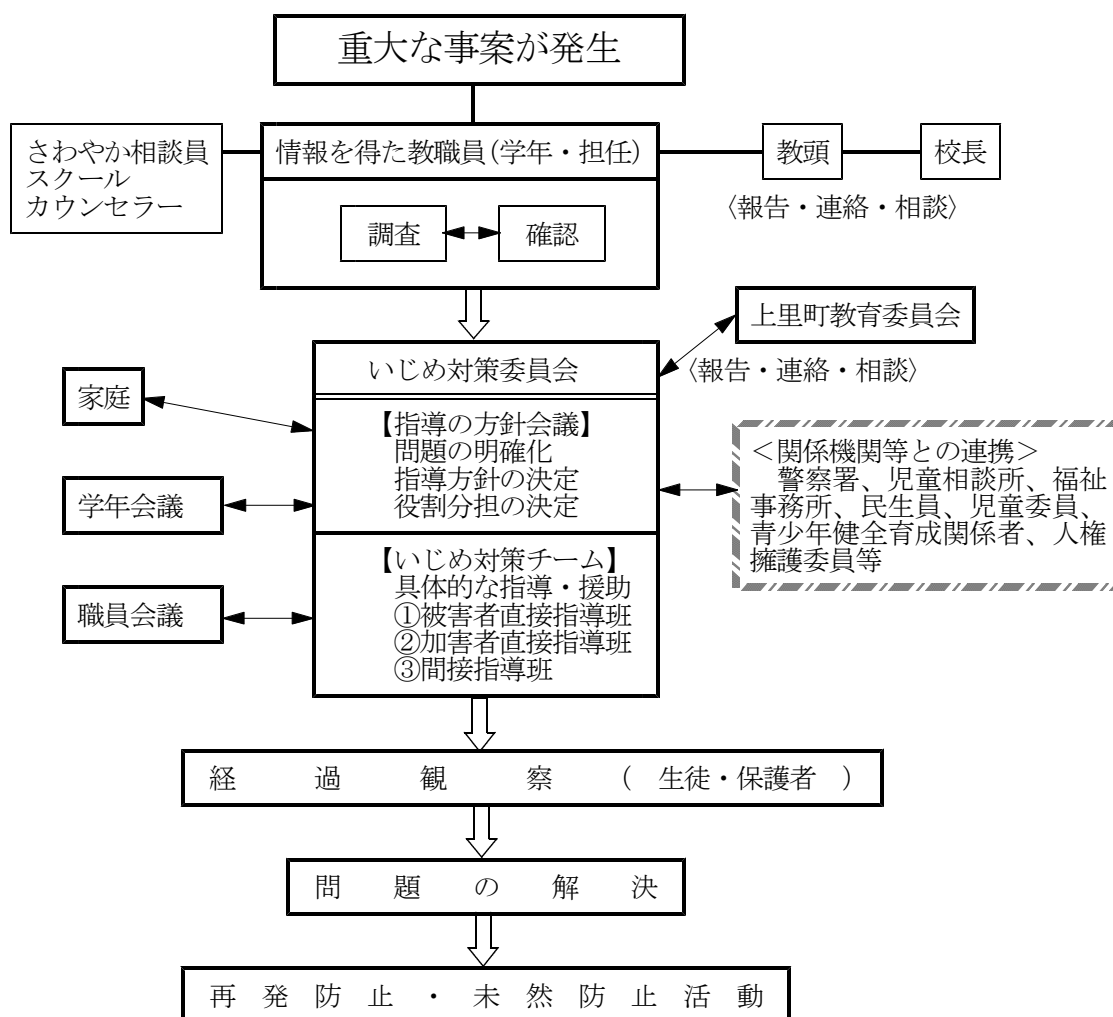 重大な事案が発生
さわやか相談員
スクール
カウンセラー
情報を得た教職員(学年・担任)
教頭
校長
〈報告・連絡・相談〉
調査
確認
上里町教育委員会
〈報告・連絡・相談〉
いじめ対策委員会
家庭
【指導の方針会議】
問題の明確化
指導方針の決定
役割分担の決定
学年会議
<関係機関等との連携>
警察署、児童相談所、福祉
事務所、民生員、児童委員、
青少年健全育成関係者、人権
擁護委員等
【いじめ対策チーム】
具体的な指導・援助
①被害者直接指導班
②加害者直接指導班
③間接指導班
職員会議
経過観察(生徒・保護者)
問題の解決
再発防止・未然防止活動